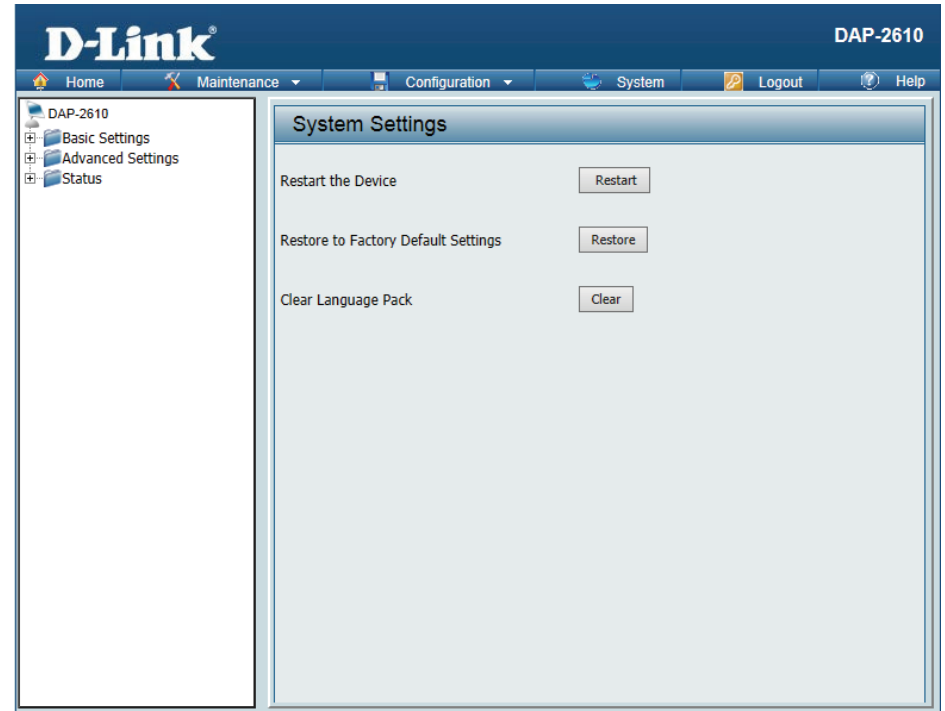 D-Link®
DAP-2610
Home Maintenance Configuration System Logout Help
DAP-2610
Basic Settings
Advanced Settings
Status
System Settings
Restart the Device Restart
Restore to Factory Default Settings Restore
Clear Language Pack Clear